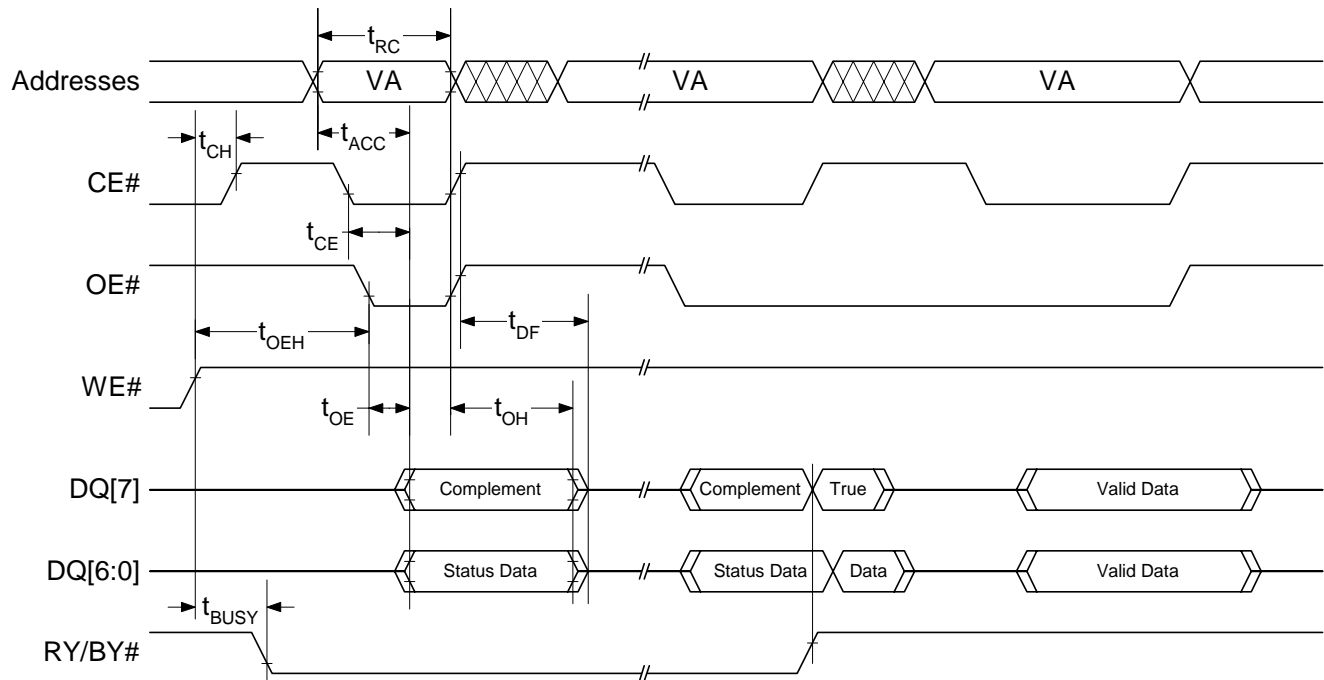 tRC
Addresses VA VA VA
tCH tACC
CE#
tCE
OE#
tOEH tDF
WE#
tOE tOH
DQ[7] Complement Complement True Valid Data
DQ[6:0] Status Data Status Data Data Valid Data
tBUSY
RY/BY#